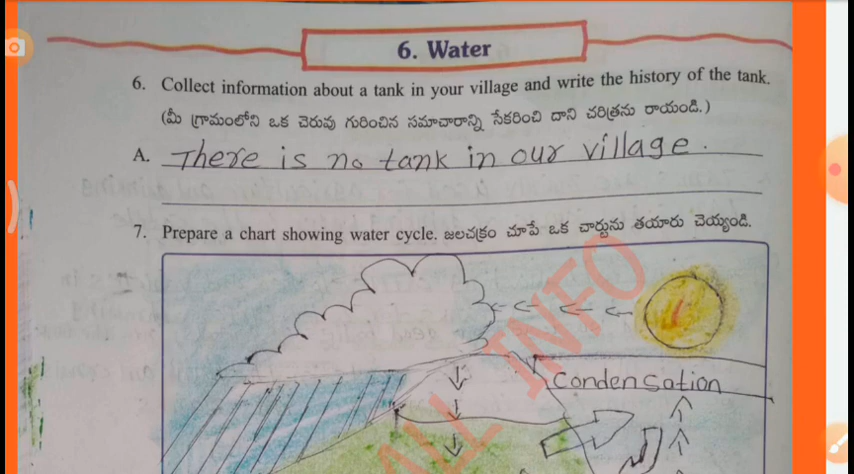 6. Water
6. Collect information about a tank in your village and write the history of the tank.
(మీ గ్రామంలోని ఒక చెరువు గురించిన సమాచారాన్ని సేకరించి దాని చరిత్రను రాయండి.)
A. There is no tank in our village.
7. Prepare a chart showing water cycle. జలచక్రం చూపే ఒక చార్టును తయారు చెయ్యండి.
Condensation
ALL INFO